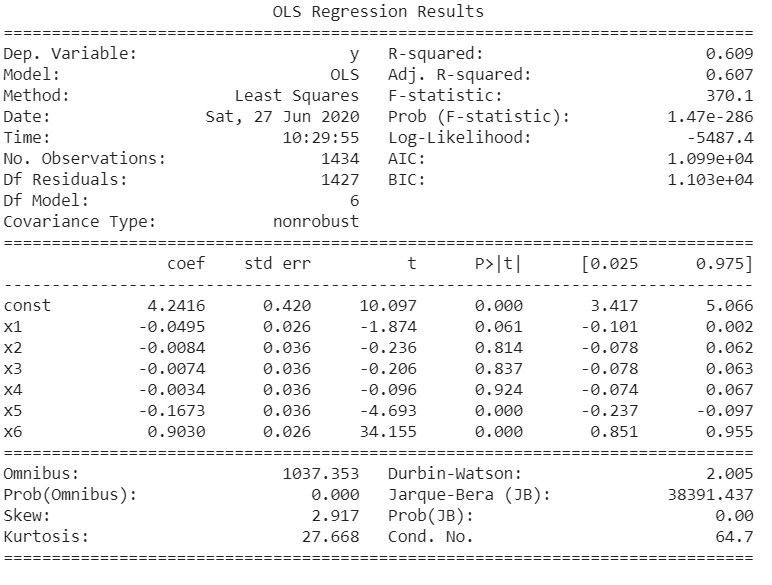 OLS Regression Results
==============================================================================
Dep. Variable:                      y   R-squared:                       0.609
Model:                            OLS   Adj. R-squared:                  0.607
Method:                 Least Squares   F-statistic:                     370.1
Date:                Sat, 27 Jun 2020   Prob (F-statistic):          1.47e-286
Time:                        10:29:55   Log-Likelihood:                -5487.4
No. Observations:                1434   AIC:                         1.099e+04
Df Residuals:                    1427   BIC:                         1.103e+04
Df Model:                           6
Covariance Type:            nonrobust
==============================================================================
                 coef    std err          t      P>|t|      [0.025      0.975]
------------------------------------------------------------------------------
const          4.2416      0.420     10.097      0.000       3.417       5.066
x1            -0.0495      0.026     -1.874      0.061      -0.101       0.002
x2            -0.0084      0.036     -0.236      0.814      -0.078       0.062
x3            -0.0074      0.036     -0.206      0.837      -0.078       0.063
x4            -0.0034      0.036     -0.096      0.924      -0.074       0.067
x5            -0.1673      0.036     -4.693      0.000      -0.237      -0.097
x6             0.9030      0.026     34.155      0.000       0.851       0.955
==============================================================================
Omnibus:                     1037.353   Durbin-Watson:                   2.005
Prob(Omnibus):                  0.000   Jarque-Bera (JB):            38391.437
Skew:                           2.917   Prob(JB):                         0.00
Kurtosis:                      27.668   Cond. No.                         64.7
==============================================================================